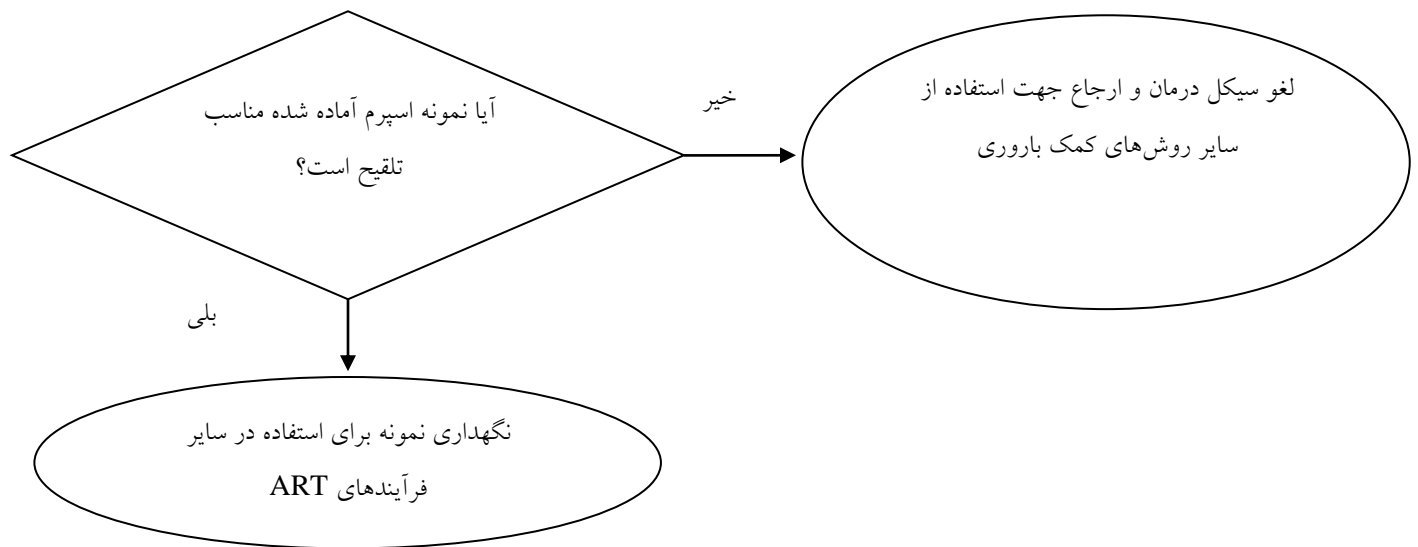 آیا نمونه اسپرم آماده شده مناسب
تلقیح است؟
خیر
لغو سیکل درمان و ارجاع جهت استفاده از
سایر روش‌های کمک باروری
بلی
نگهداری نمونه برای استفاده در سایر
فرآیندهای ART